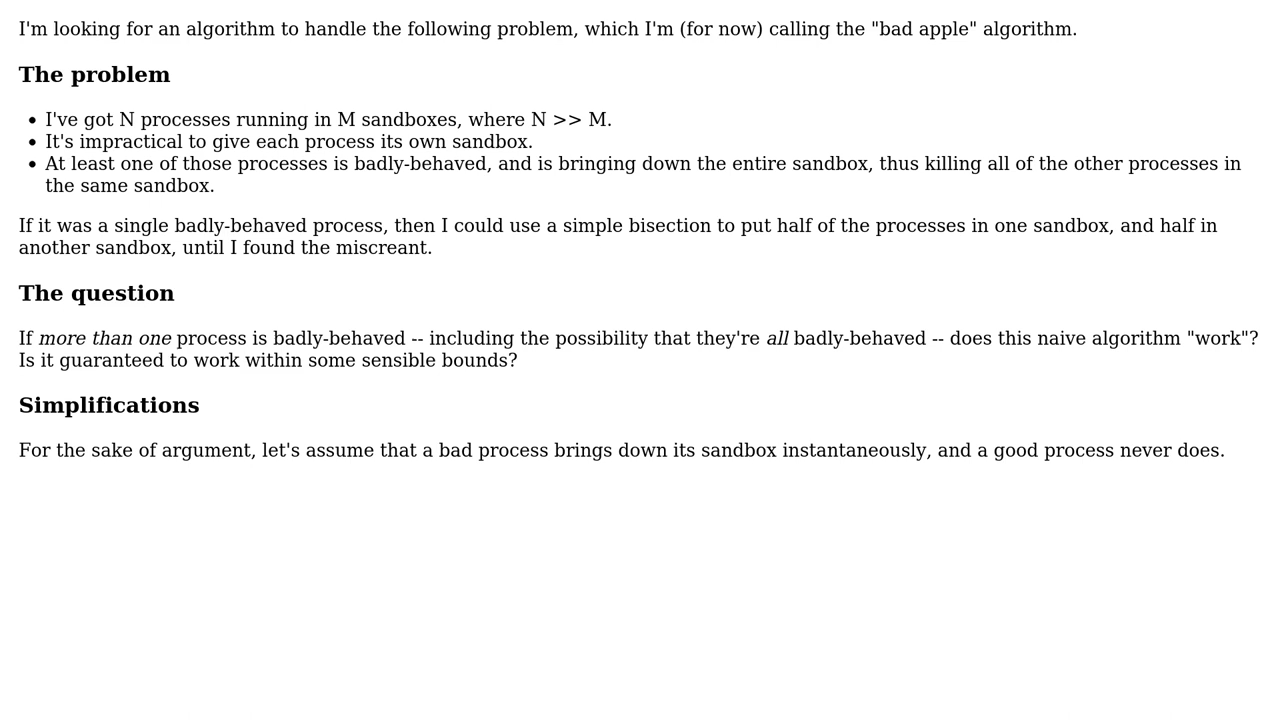 I'm looking for an algorithm to handle the following problem, which I'm (for now) calling the "bad apple" algorithm.
The problem
• I've got N processes running in M sandboxes, where N >> M.
• It's impractical to give each process its own sandbox.
• At least one of those processes is badly-behaved, and is bringing down the entire sandbox, thus killing all of the other processes in
the same sandbox.
If it was a single badly-behaved process, then I could use a simple bisection to put half of the processes in one sandbox, and half in
another sandbox, until I found the miscreant.
The question
If more than one process is badly-behaved -- including the possibility that they're all badly-behaved -- does this naive algorithm "work"?
Is it guaranteed to work within some sensible bounds?
Simplifications
For the sake of argument, let's assume that a bad process brings down its sandbox instantaneously, and a good process never does.